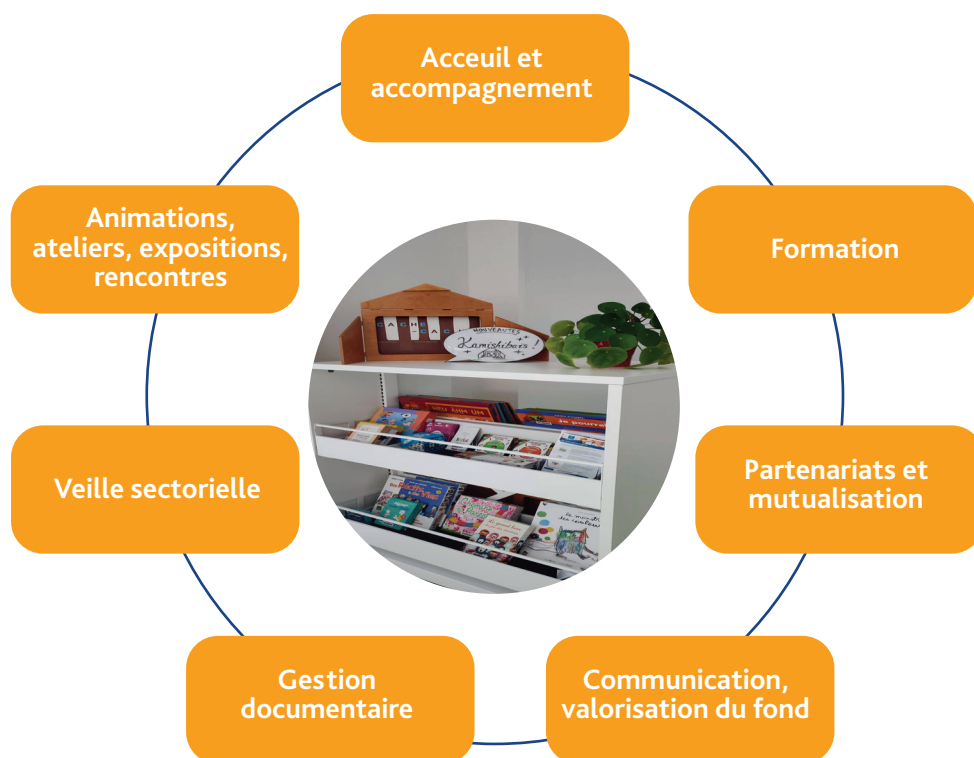 Acceuil et
accompagnement
Formation
Partenariats et
mutualisation
Communication,
valorisation du fond
Gestion
documentaire
Veille sectorielle
Animations,
ateliers, expositions,
rencontres
NOUVEAUTÉS
Kamishibaïs !